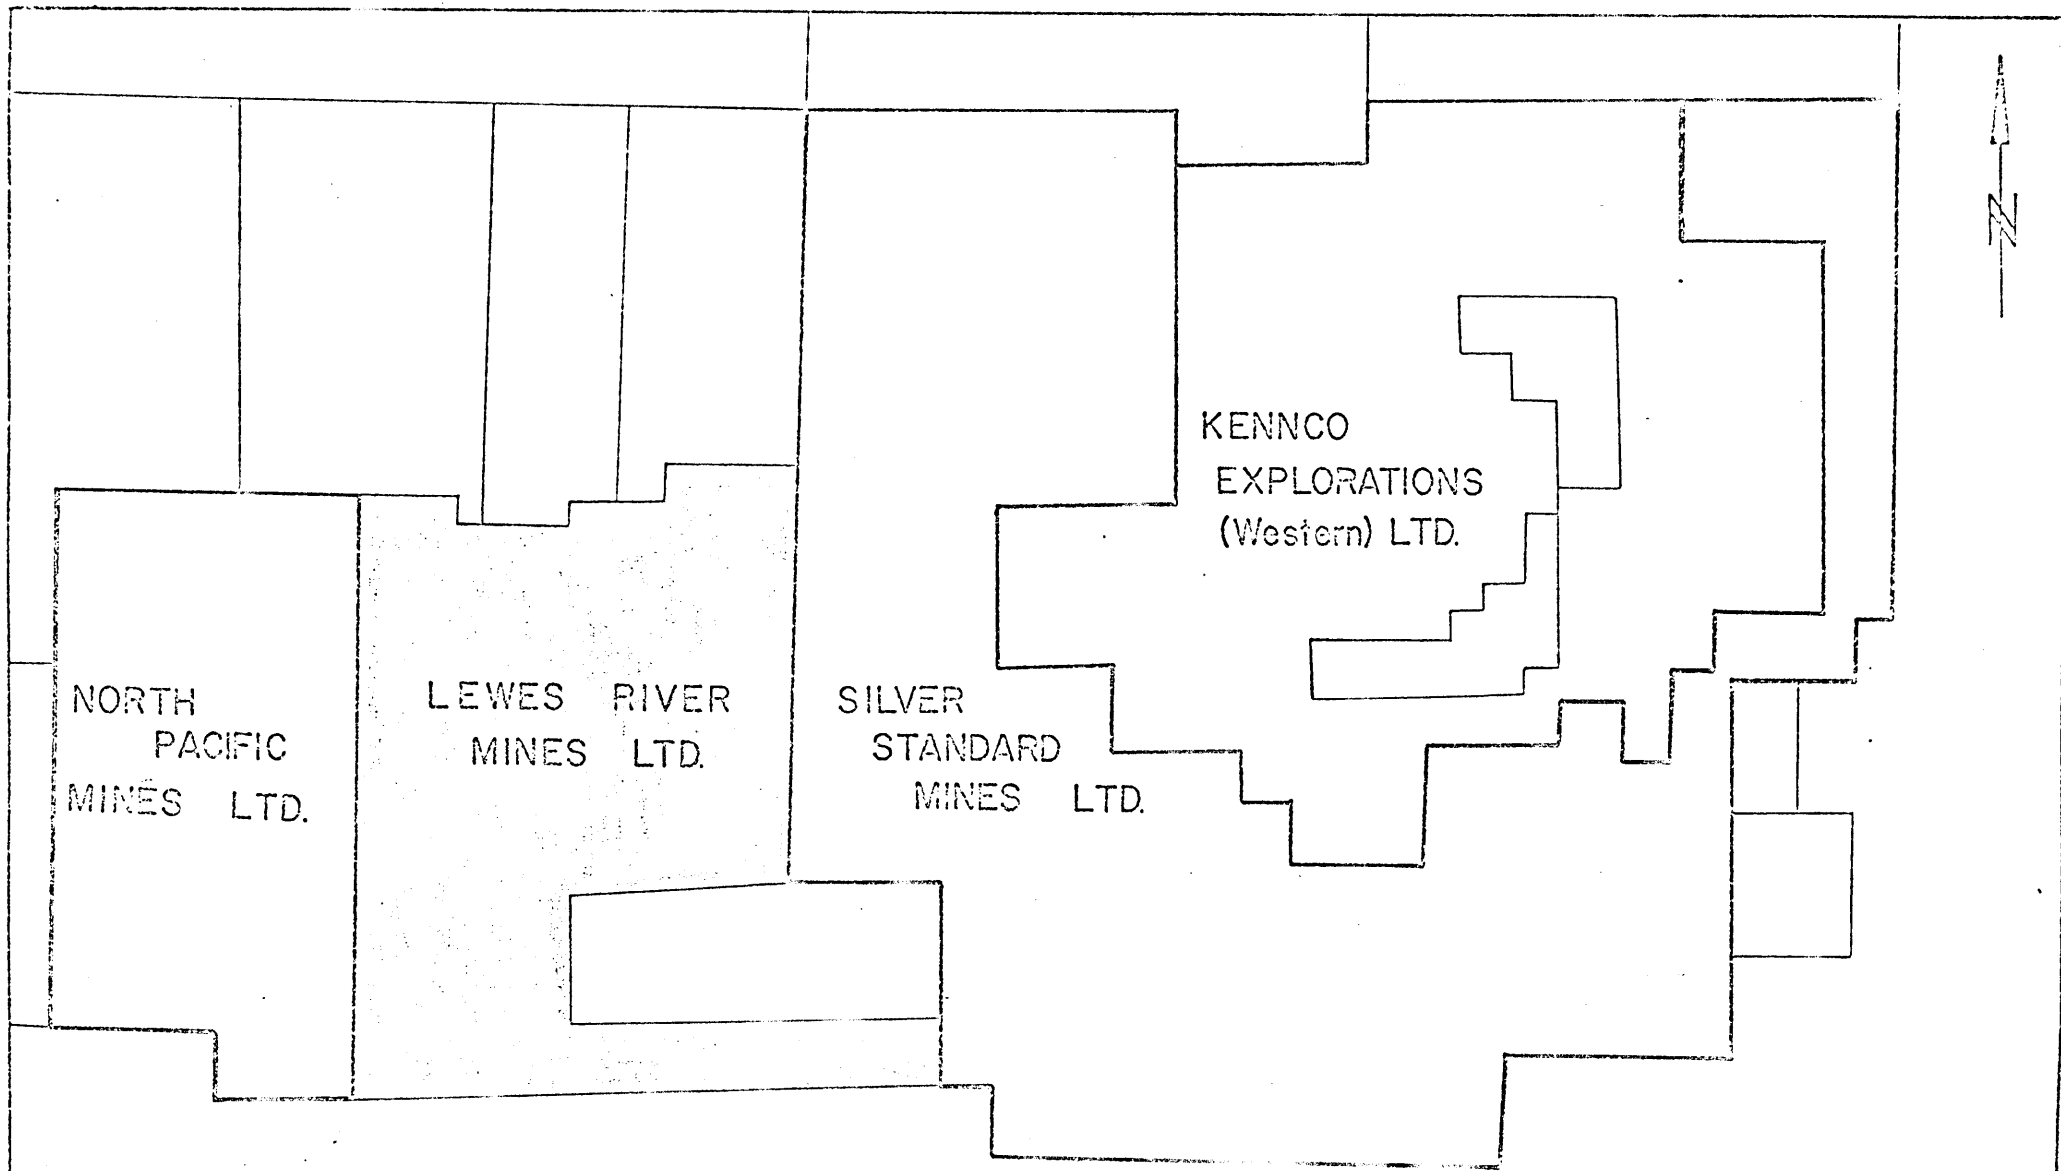 N
KENNCO
EXPLORATIONS
(Western) LTD.
NORTH
PACIFIC
MINES LTD.
LEWES RIVER
MINES LTD.
SILVER
STANDARD
MINES LTD.